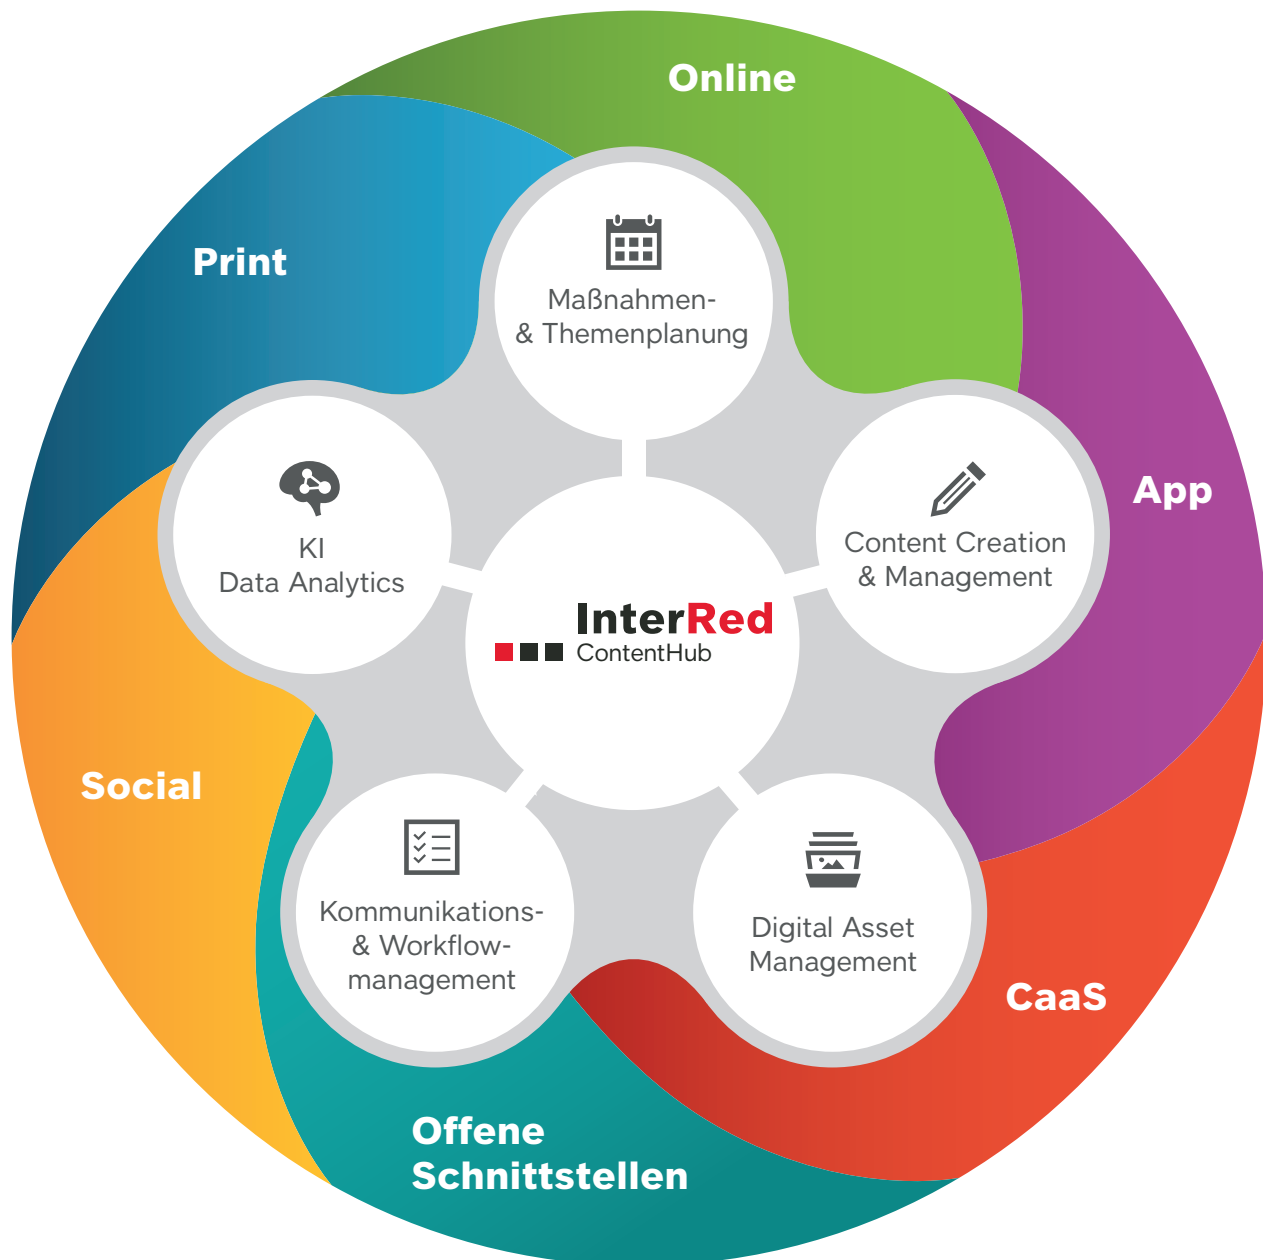 Online
Print
Maßnahmen-
& Themenplanung
App
KI
Data Analytics
Content Creation
& Management
InterRed
ContentHub
Social
Kommunikations-
& Workflow-
management
Digital Asset
Management
CaaS
Offene
Schnittstellen